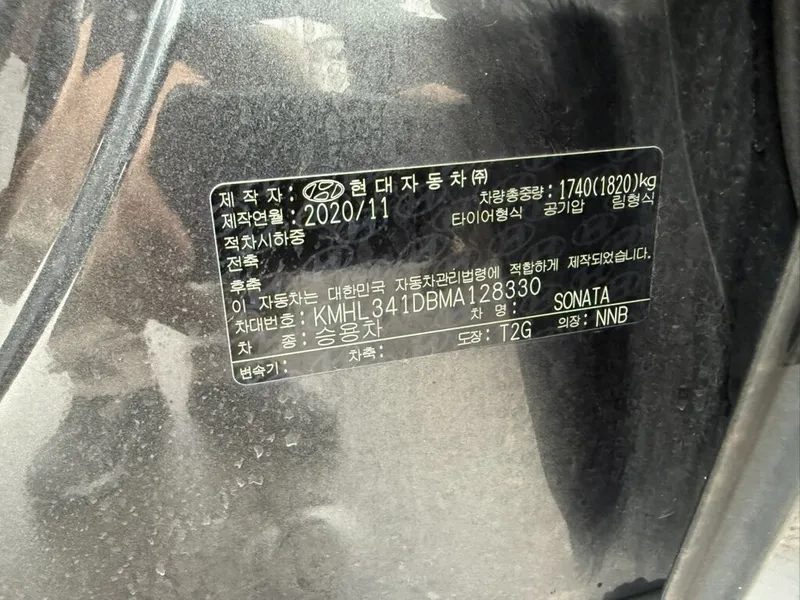 제 작 자 : 현대자동차(주) 차량총중량: 1740(1820)kg
제작연월 : 2020/11 타이어형식 공기압 림형식
적차시하중
전축
후축
이 자동차는 대한민국 자동차관리법령에 적합하게 제작되었습니다.
차대번호: KMHL341DBMA128330
차 종: 승용차 차 명: SONATA
변속기: 차축: 도장: T2G 의장: NNB